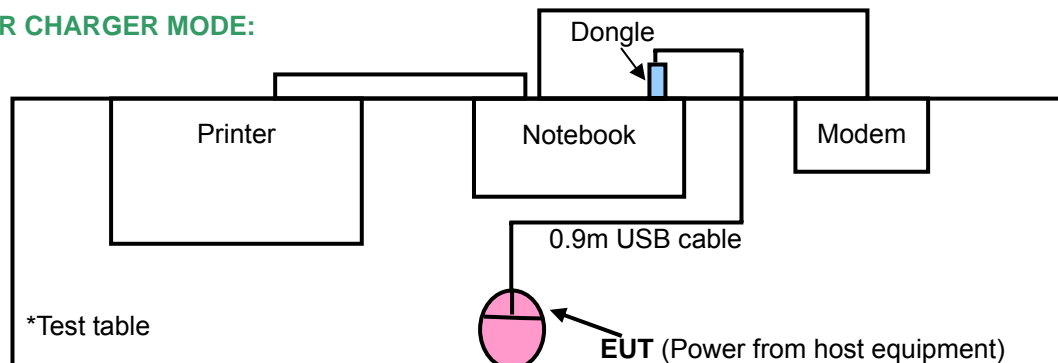 R CHARGER MODE:
Dongle
Printer
Notebook
Modem
0.9m USB cable
*Test table
EUT (Power from host equipment)